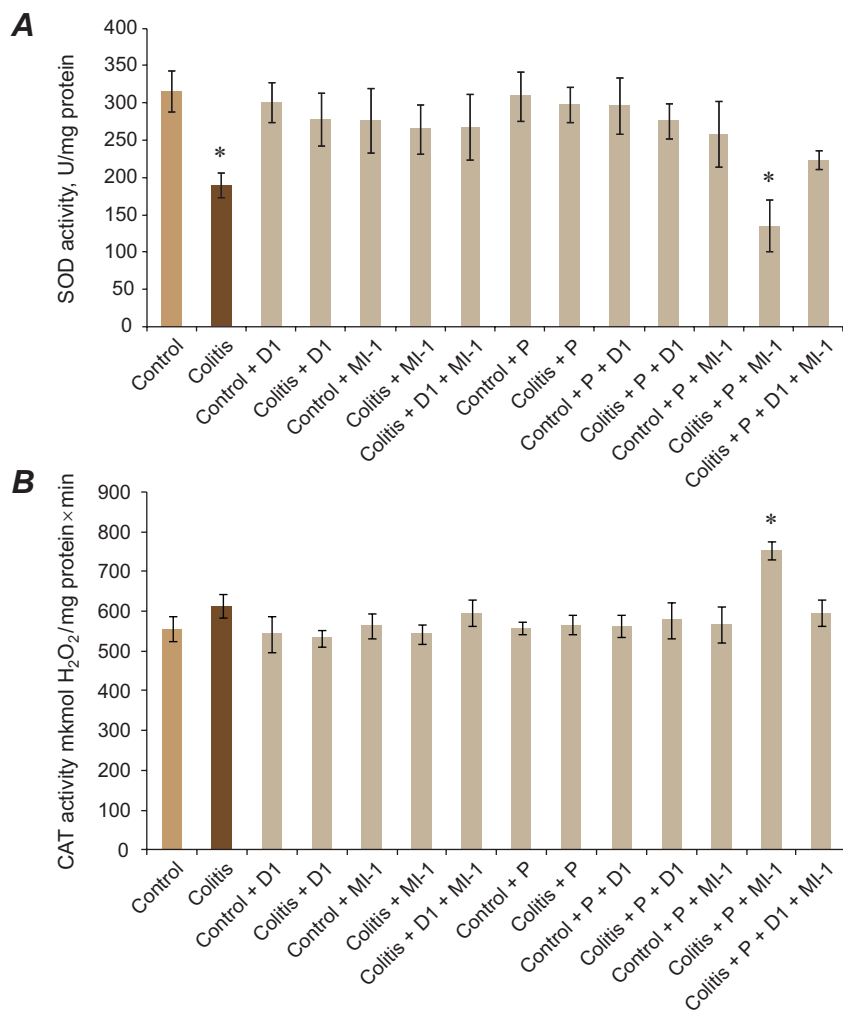 A
SOD activity, U/mg protein
400
350
300
250
200
150
100
50
0
*
*
Control
Colitis
Control + D1
Colitis + D1
Control + MI-1
Colitis + MI-1
Colitis + D1 + MI-1
Control + P
Colitis + P
Control + P + D1
Colitis + P + D1
Control + P + MI-1
Colitis + P + MI-1
Colitis + P + D1 + MI-1
B
CAT activity mkmol H₂O₂/mg protein×min
900
800
700
600
500
400
300
200
100
0
*
Control
Colitis
Control + D1
Colitis + D1
Control + MI-1
Colitis + MI-1
Colitis + D1 + MI-1
Control + P
Colitis + P
Control + P + D1
Colitis + P + D1
Control + P + MI-1
Colitis + P + MI-1
Colitis + P + D1 + MI-1